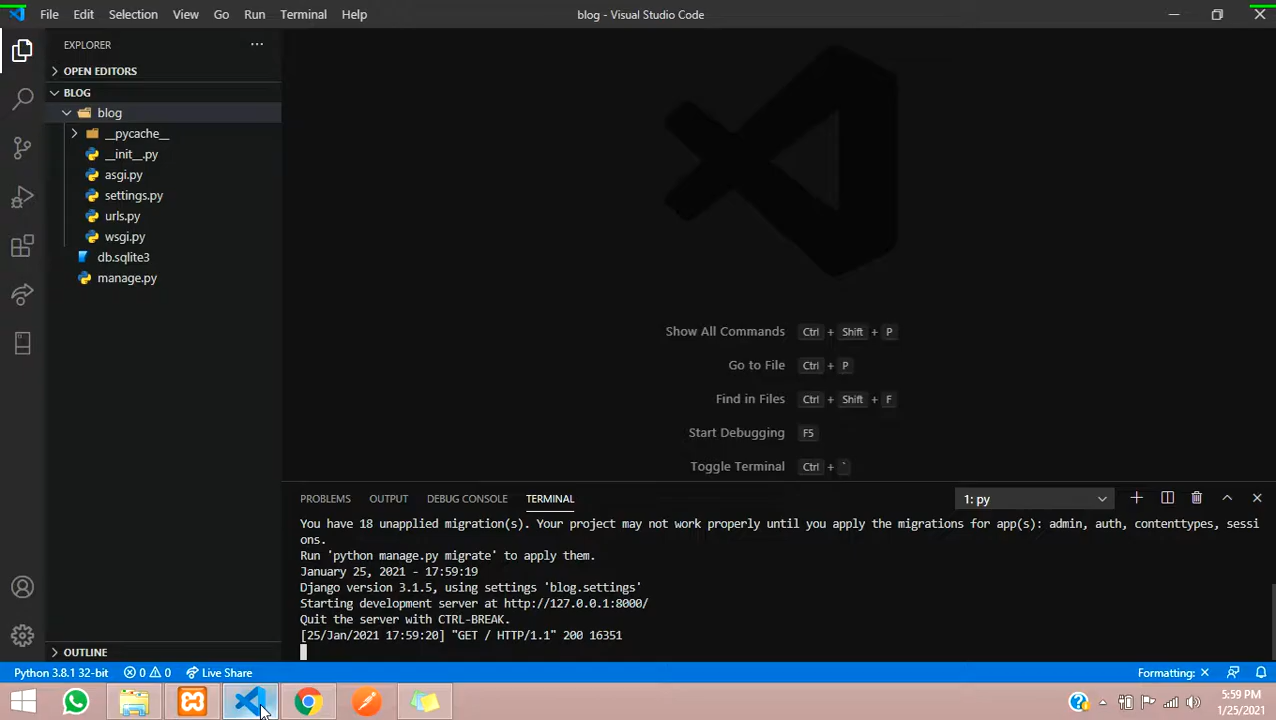 File Edit Selection View Go Run Terminal Help
blog - Visual Studio Code
EXPLORER
OPEN EDITORS
BLOG
blog
__pycache__
__init__.py
asgi.py
settings.py
urls.py
wsgi.py
db.sqlite3
manage.py
OUTLINE
Show All Commands Ctrl + Shift + P
Go to File Ctrl + P
Find in Files Ctrl + Shift + F
Start Debugging F5
Toggle Terminal Ctrl + `
PROBLEMS OUTPUT DEBUG CONSOLE TERMINAL 1: py
You have 18 unapplied migration(s). Your project may not work properly until you apply the migrations for app(s): admin, auth, contenttypes, sessi
ons.
Run 'python manage.py migrate' to apply them.
January 25, 2021 - 17:59:19
Django version 3.1.5, using settings 'blog.settings'
Starting development server at http://127.0.0.1:8000/
Quit the server with CTRL-BREAK.
[25/Jan/2021 17:59:20] "GET / HTTP/1.1" 200 16351
Python 3.8.1 32-bit 0 0 Live Share Formatting: ×
5:59 PM
1/25/2021